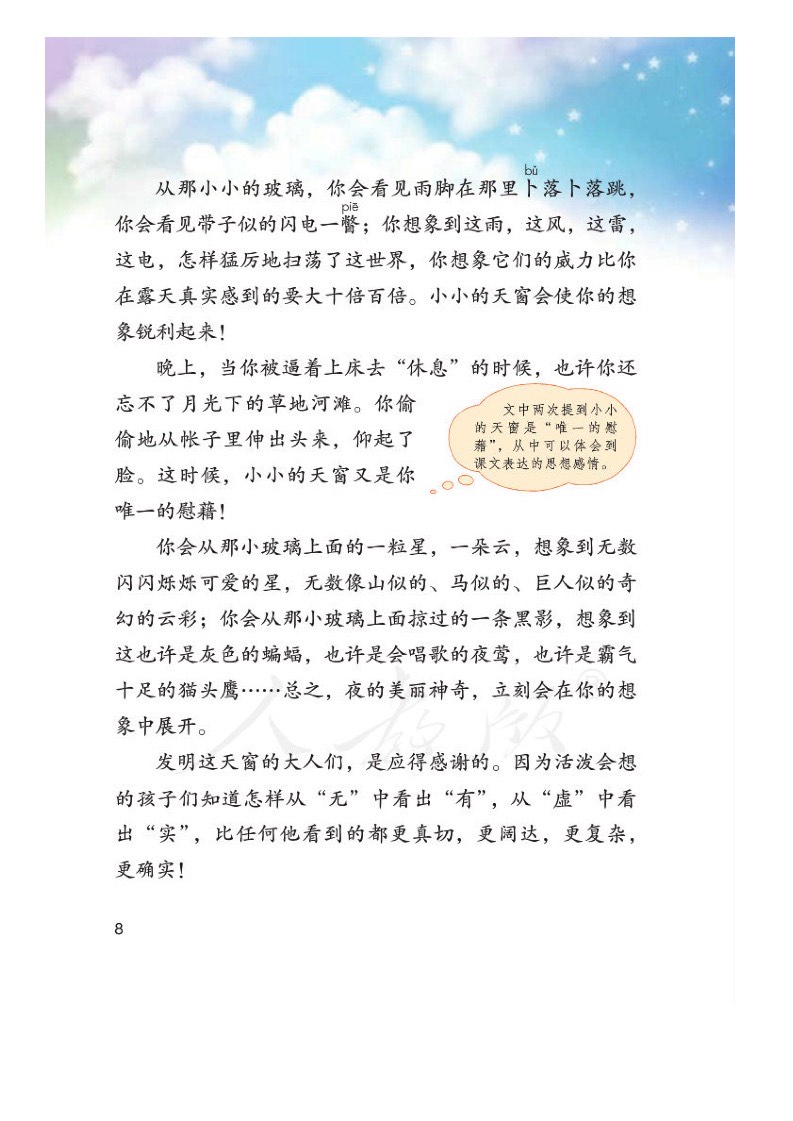 bǔ
从那小小的玻璃，你会看见雨脚在那里卜落卜落跳，
piē
你会看见带子似的闪电一瞥；你想象到这雨，这风，这雷，
这电，怎样猛厉地扫荡了这世界，你想象它们的威力比你
在露天真实感到的要大十倍百倍。小小的天窗会使你的想
象锐利起来！
晚上，当你被逼着上床去“休息”的时候，也许你还
忘不了月光下的草地河滩。你偷
偷地从帐子里伸出头来，仰起了
脸。这时候，小小的天窗又是你
唯一的慰藉！
文中两次提到小小
的天窗是“唯一的慰
藉”，从中可以体会到
课文表达的思想感情。
你会从那小玻璃上面的一粒星，一朵云，想象到无数
闪闪烁烁可爱的星，无数像山似的、马似的、巨人似的奇
幻的云彩；你会从那小玻璃上面掠过的一条黑影，想象到
这也许是灰色的蝙蝠，也许是会唱歌的夜莺，也许是霸气
十足的猫头鹰……总之，夜的美丽神奇，立刻会在你的想
象中展开。
发明这天窗的大人们，是应得感谢的。因为活泼会想
的孩子们知道怎样从“无”中看出“有”，从“虚”中看
出“实”，比任何他看到的都更真切，更阔达，更复杂，
更确实！
人教版®
8